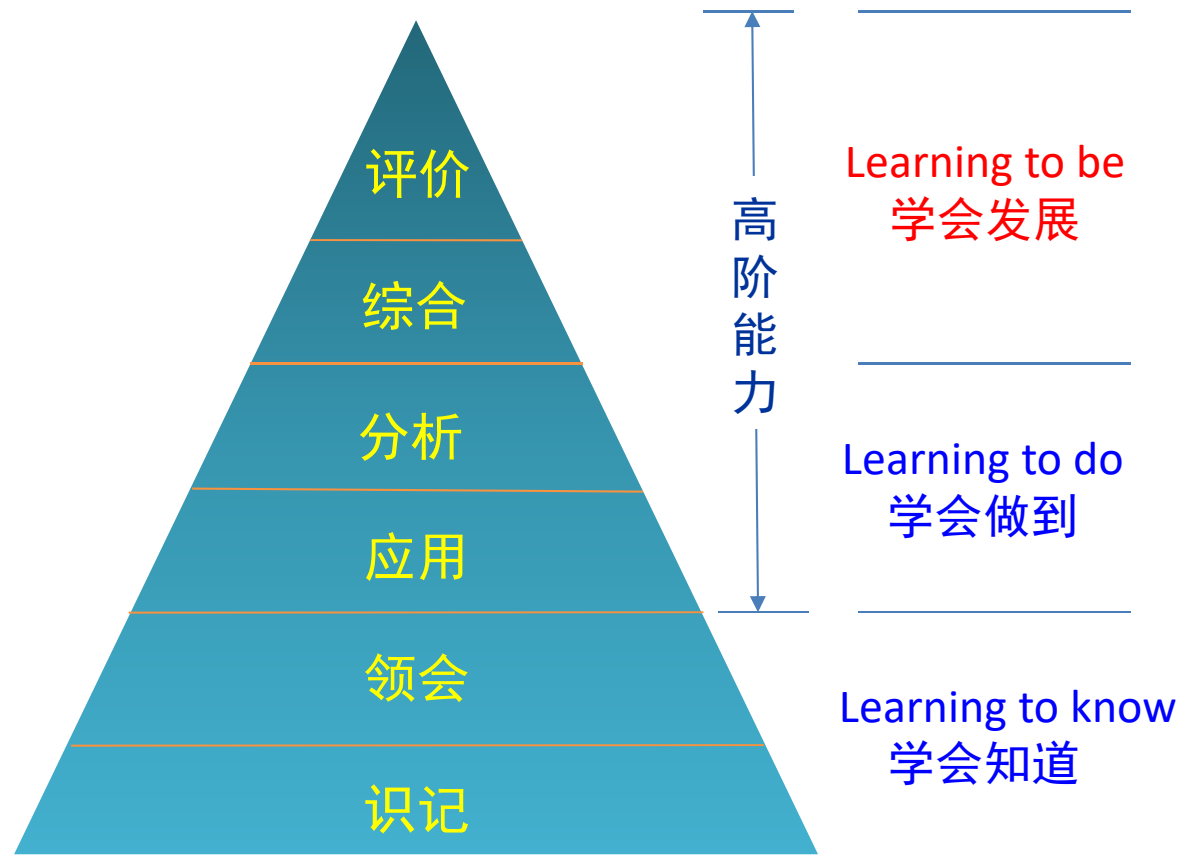 评价
综合
分析
应用
领会
识记
高
阶
能
力
Learning to be
学会发展
Learning to do
学会做到
Learning to know
学会知道